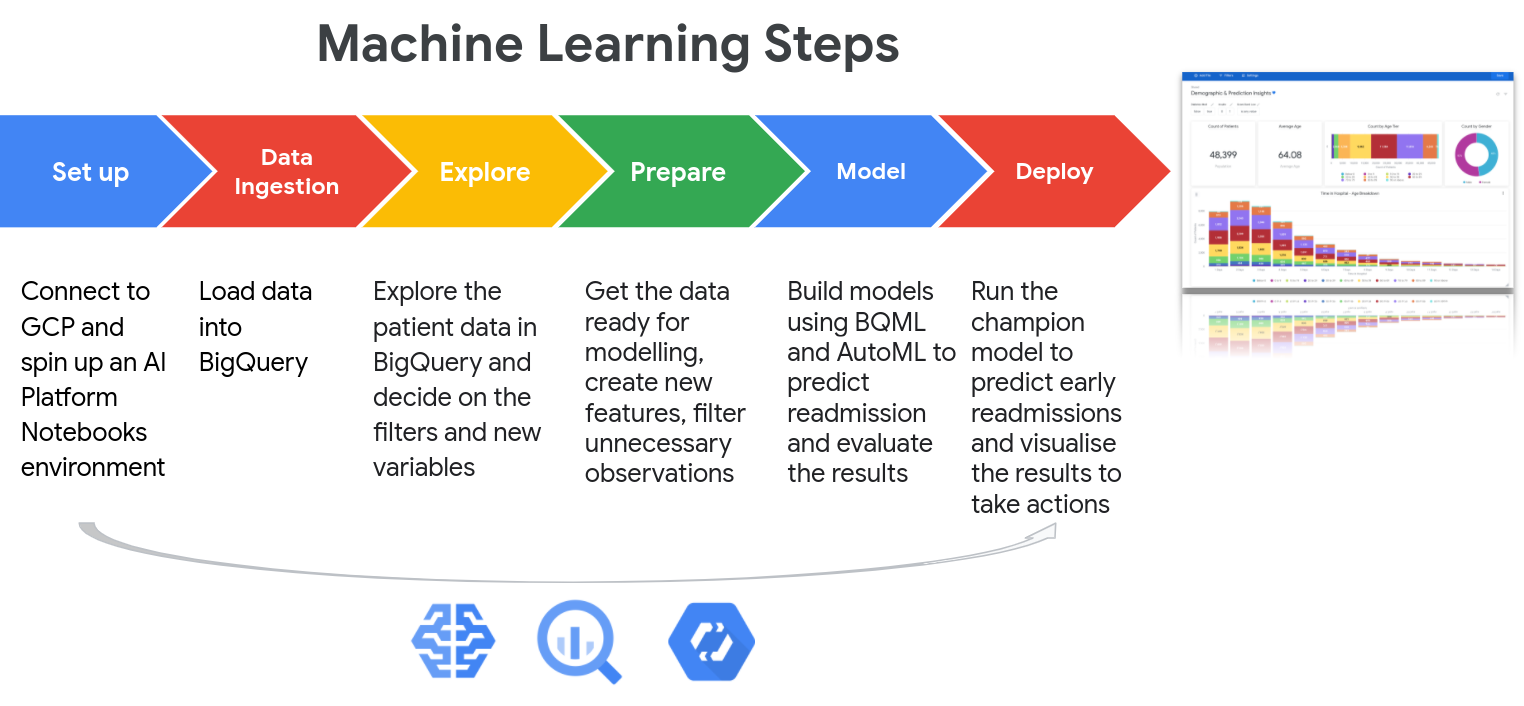 Machine Learning Steps
Set up
Data
Ingestion
Explore
Prepare
Model
Deploy
Connect to
GCP and
spin up an AI
Platform
Notebooks
environment
Load data
into
BigQuery
Explore the
patient data in
BigQuery and
decide on the
filters and new
variables
Get the data
ready for
modelling,
create new
features, filter
unnecessary
observations
Build models
using BQML
and AutoML to
predict
readmission
and evaluate
the results
Run the
champion
model to
predict early
readmissions
and visualise
the results to
take actions
Demographic & Prediction Insights
Count of Patients
48,399
Average Age
64.08
Count by Age Tier
Count by Gender
Time in Hospital - Age Breakdown